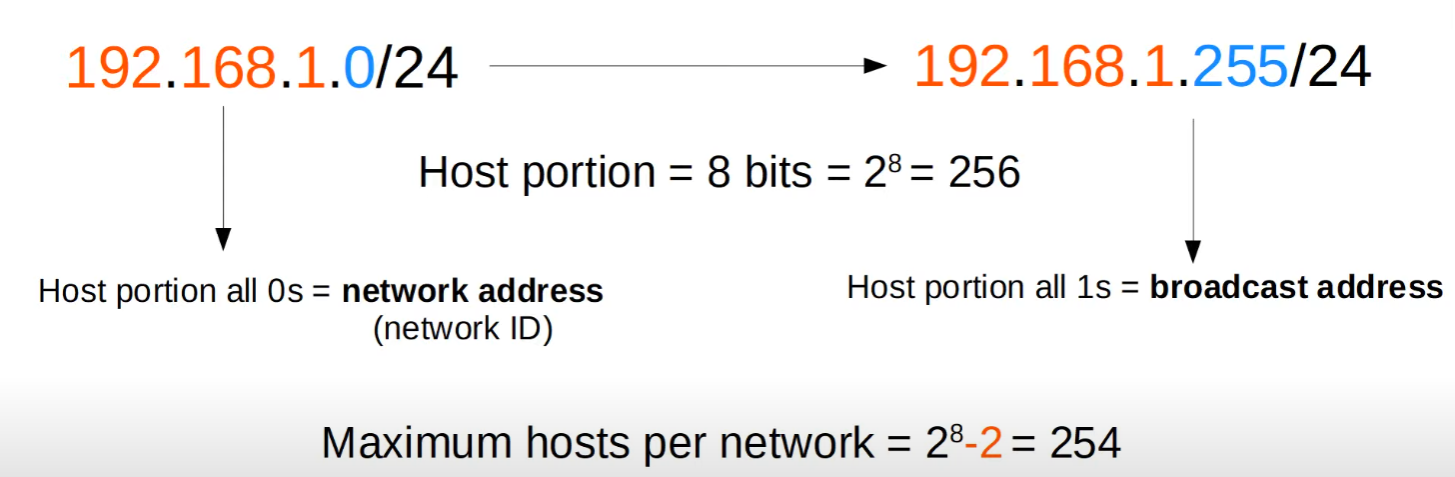 192.168.1.0/24 192.168.1.255/24
Host portion = 8 bits = 2⁸ = 256
Host portion all 0s = network address
(network ID)
Host portion all 1s = broadcast address
Maximum hosts per network = 2⁸-2 = 254